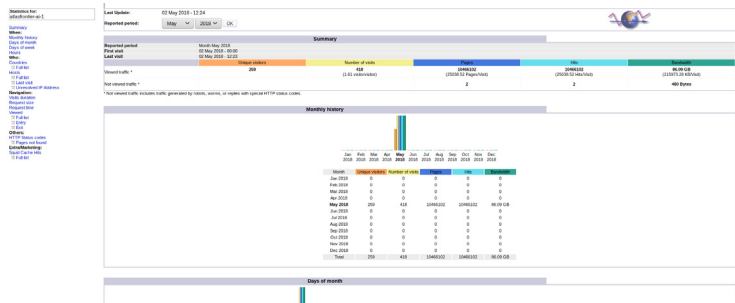 Statistics for:
atlasfrontier-ai-1
Summary
When:
Monthly history
Days of month
Days of week
Hours
Who:
Countries
Full list
Hosts
Full list
Last visit
Unresolved IP Address
Navigation:
Visits duration
Request size
Request time
Viewed
Full list
Entry
Exit
Others:
HTTP Status codes
Pages not found
Extra/Marketing:
Squid Cache Hits
Full list
Last Update: 02 May 2018 - 12:24
Reported period: May 2018 OK
Summary
Reported period Month May 2018
First visit 02 May 2018 - 00:00
Last visit 02 May 2018 - 12:23
Unique visitors Number of visits Pages Hits Bandwidth
Viewed traffic * 259 418 10466102 10466102 86.09 GB
(1.61 visits/visitor) (25038.52 Pages/Visit) (25038.52 Hits/Visit) (215973.26 KB/Visit)
Not viewed traffic * 2 2 460 Bytes
* Not viewed traffic includes traffic generated by robots, worms, or replies with special HTTP status codes.
Monthly history
Jan Feb Mar Apr May Jun Jul Aug Sep Oct Nov Dec
2018 2018 2018 2018 2018 2018 2018 2018 2018 2018 2018 2018
Month Unique visitors Number of visits Pages Hits Bandwidth
Jan 2018 0 0 0 0 0
Feb 2018 0 0 0 0 0
Mar 2018 0 0 0 0 0
Apr 2018 0 0 0 0 0
May 2018 259 418 10466102 10466102 86.09 GB
Jun 2018 0 0 0 0 0
Jul 2018 0 0 0 0 0
Aug 2018 0 0 0 0 0
Sep 2018 0 0 0 0 0
Oct 2018 0 0 0 0 0
Nov 2018 0 0 0 0 0
Dec 2018 0 0 0 0 0
Total 259 418 10466102 10466102 86.09 GB
Days of month